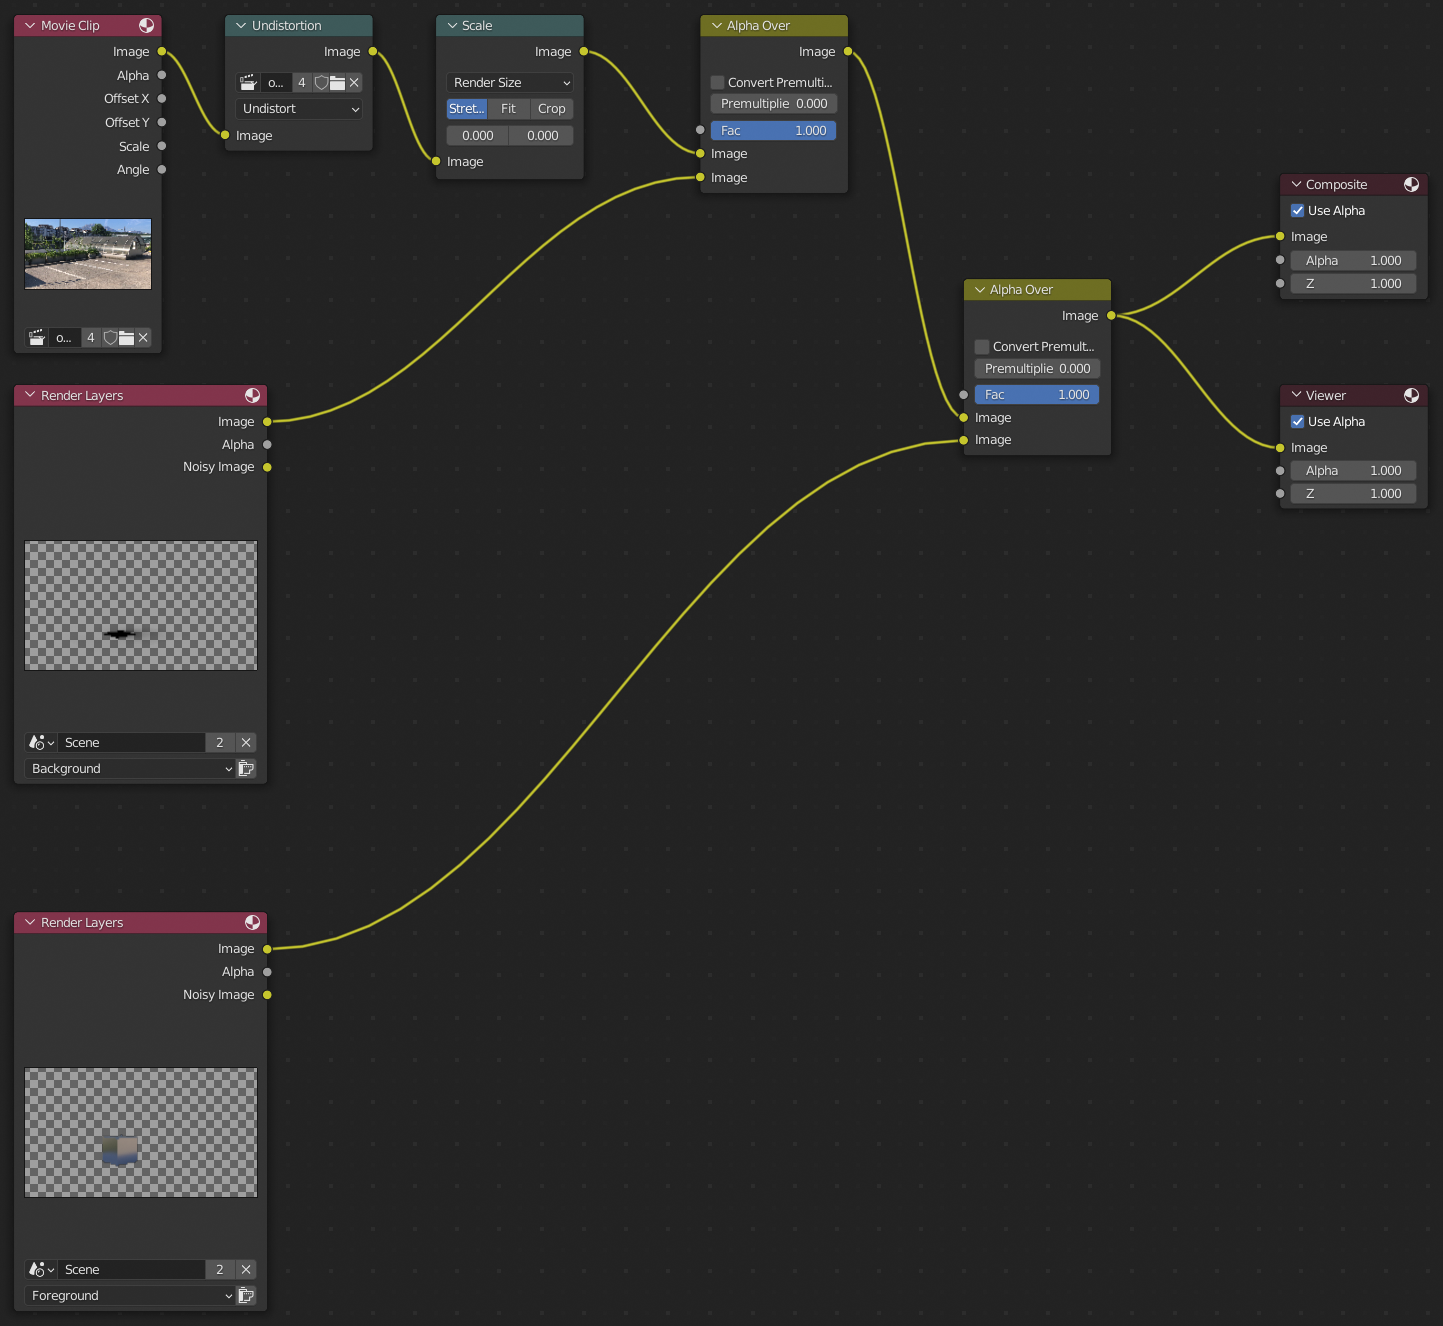 Movie Clip
Image
Alpha
Offset X
Offset Y
Scale
Angle
o...
4
Undistortion
Image
o...
4
Undistort
Image
Scale
Image
Render Size
Stret...
Fit
Crop
0.000
0.000
Image
Alpha Over
Image
Convert Premulti...
Premultiplie 0.000
Fac 1.000
Image
Image
Alpha Over
Image
Convert Premult...
Premultiplie 0.000
Fac 1.000
Image
Image
Composite
Use Alpha
Image
Alpha 1.000
Z 1.000
Viewer
Use Alpha
Image
Alpha 1.000
Z 1.000
Render Layers
Image
Alpha
Noisy Image
Scene 2
Background
Render Layers
Image
Alpha
Noisy Image
Scene 2
Foreground